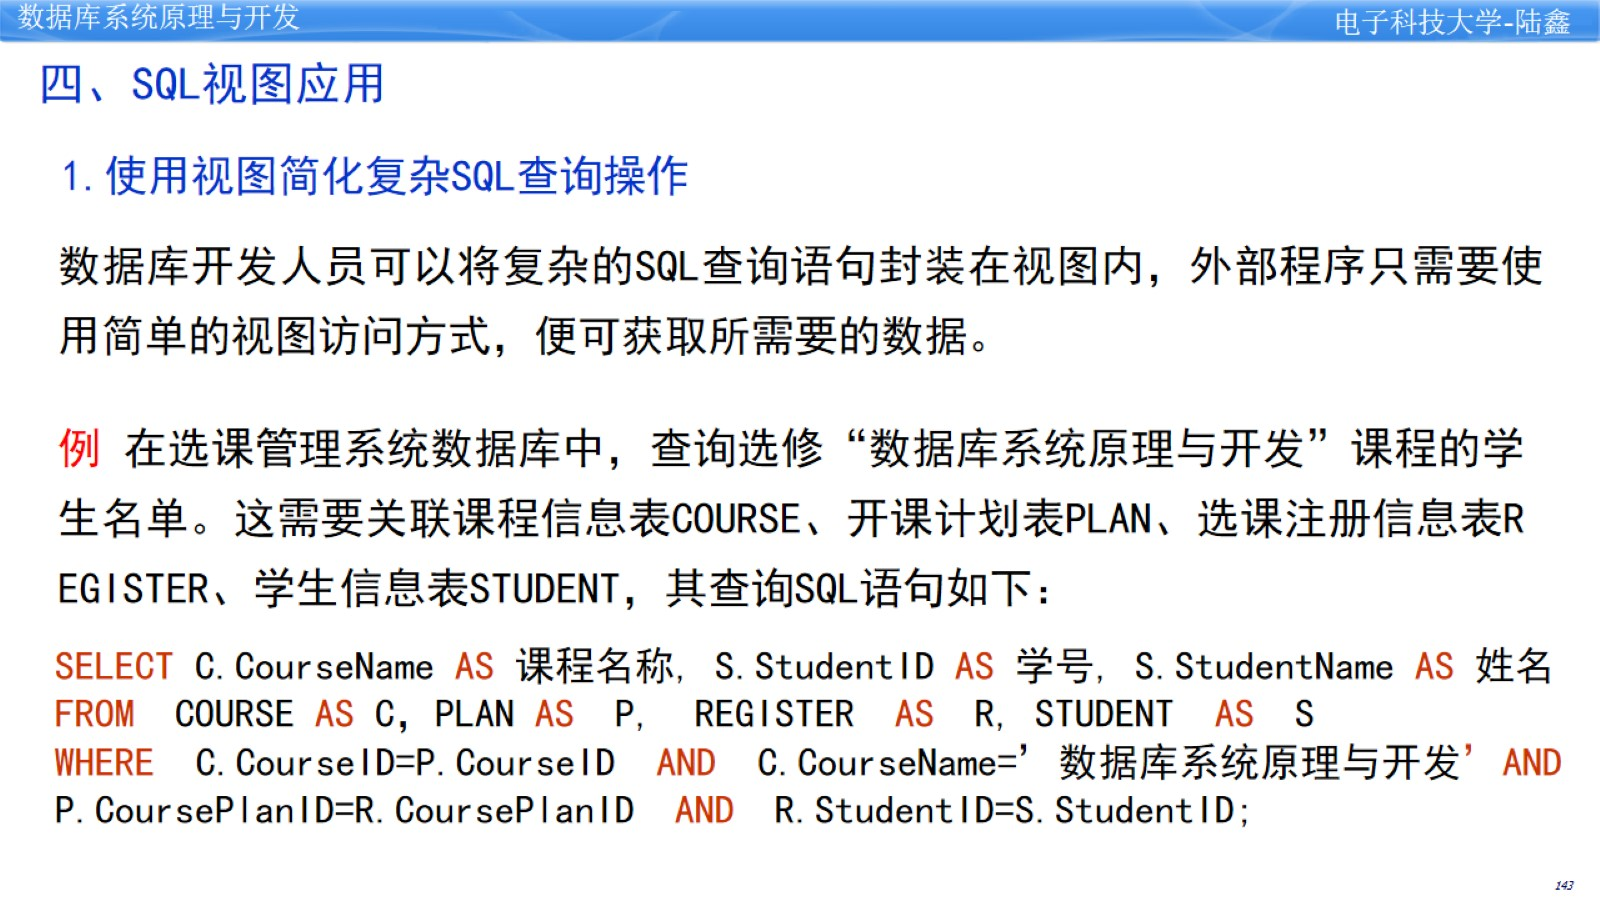 数据库系统原理与开发
电子科技大学-陆鑫
四、SQL视图应用
1.使用视图简化复杂SQL查询操作
数据库开发人员可以将复杂的SQL查询语句封装在视图内，外部程序只需要使
用简单的视图访问方式，便可获取所需要的数据。
例 在选课管理系统数据库中，查询选修“数据库系统原理与开发”课程的学
生名单。这需要关联课程信息表COURSE、开课计划表PLAN、选课注册信息表R
EGISTER、学生信息表STUDENT，其查询SQL语句如下：
SELECT C.CourseName AS 课程名称, S.StudentID AS 学号, S.StudentName AS 姓名
FROM COURSE AS C，PLAN AS P, REGISTER AS R, STUDENT AS S
WHERE C.CourseID=P.CourseID AND C.CourseName=’数据库系统原理与开发’ AND
P.CoursePlanID=R.CoursePlanID AND R.StudentID=S.StudentID;
143